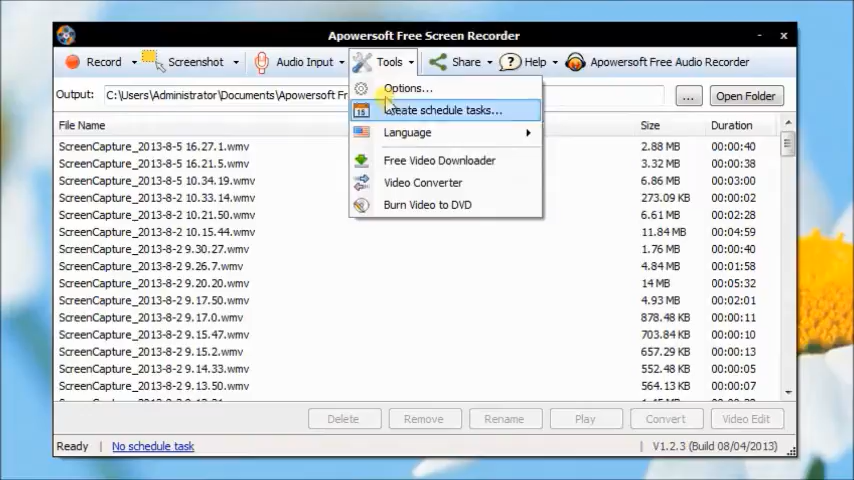 Apowersoft Free Screen Recorder
Record Screenshot Audio Input Tools Share Help Apowersoft Free Audio Recorder
Output: C:\Users\Administrator\Documents\Apowersoft Fr ... Open Folder
Options...
Create schedule tasks...
Language
Free Video Downloader
Video Converter
Burn Video to DVD
File Name Size Duration
ScreenCapture_2013-8-5 16.27.1.wmv 2.88 MB 00:00:40
ScreenCapture_2013-8-5 16.21.5.wmv 3.32 MB 00:00:38
ScreenCapture_2013-8-2 10.34.19.wmv 6.86 MB 00:03:00
ScreenCapture_2013-8-2 10.33.14.wmv 273.09 KB 00:00:02
ScreenCapture_2013-8-2 10.21.50.wmv 6.61 MB 00:02:28
ScreenCapture_2013-8-2 10.15.44.wmv 11.84 MB 00:04:59
ScreenCapture_2013-8-2 9.30.27.wmv 1.76 MB 00:00:40
ScreenCapture_2013-8-2 9.26.7.wmv 4.84 MB 00:01:58
ScreenCapture_2013-8-2 9.20.20.wmv 14 MB 00:05:32
ScreenCapture_2013-8-2 9.17.50.wmv 4.93 MB 00:02:01
ScreenCapture_2013-8-2 9.17.0.wmv 878.48 KB 00:00:11
ScreenCapture_2013-8-2 9.15.47.wmv 703.84 KB 00:00:10
ScreenCapture_2013-8-2 9.15.2.wmv 657.29 KB 00:00:13
ScreenCapture_2013-8-2 9.14.33.wmv 552.48 KB 00:00:05
ScreenCapture_2013-8-2 9.13.50.wmv 564.13 KB 00:00:07
Delete Remove Rename Play Convert Video Edit
Ready No schedule task V1.2.3 (Build 08/04/2013)